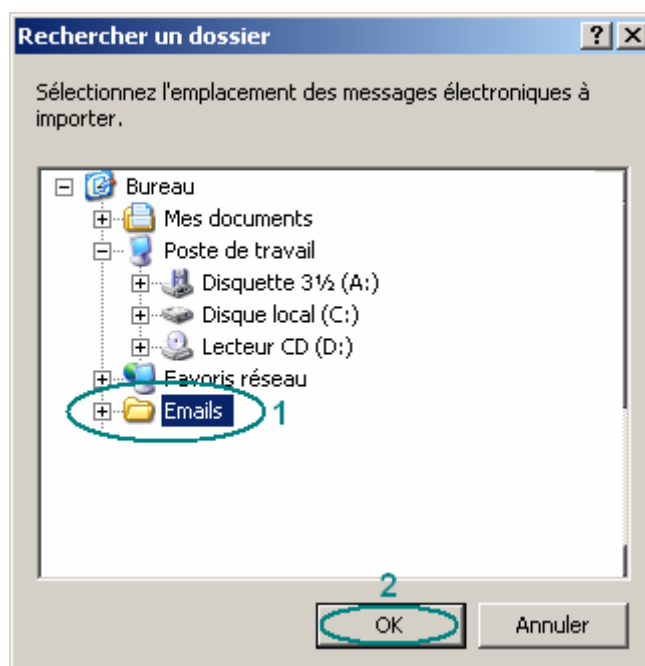 Rechercher un dossier
Sélectionnez l'emplacement des messages électroniques à
importer.
Bureau
Mes documents
Poste de travail
Disquette 3½ (A:)
Disque local (C:)
Lecteur CD (D:)
Favoris réseau
Emails 1
2
OK Annuler